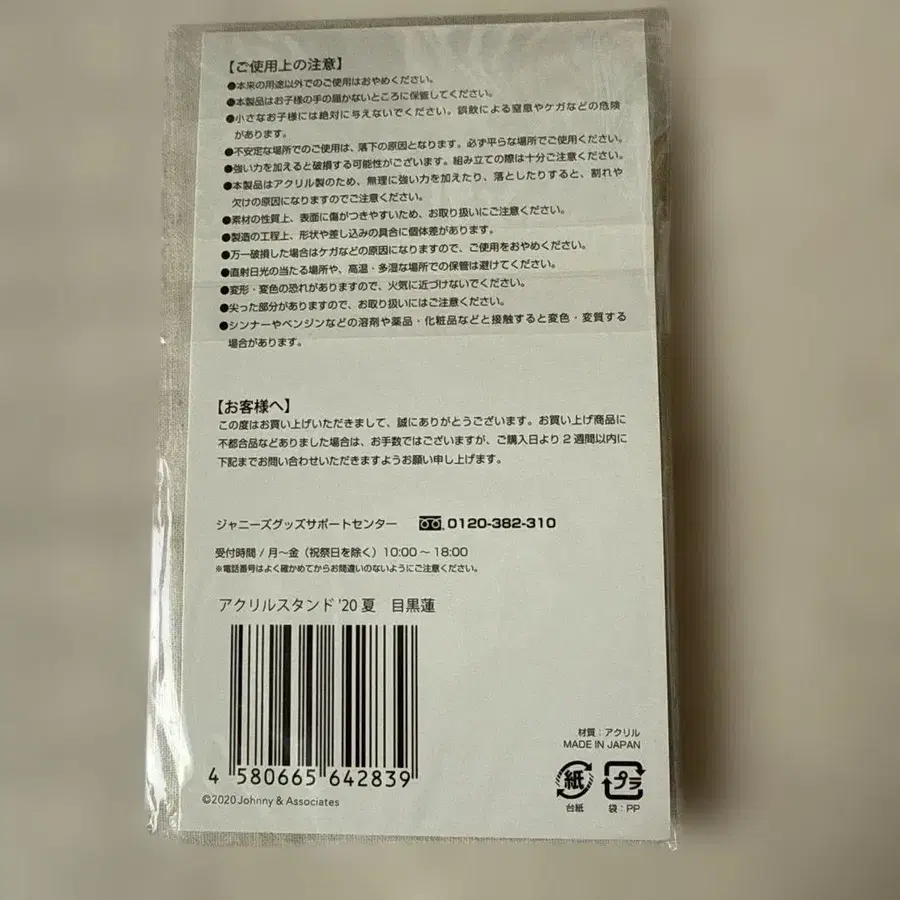 【ご使用上の注意】
●本来の用途以外でのご使用はおやめください。
●本製品はお子様の手の届かないところに保管してください。
●小さなお子様には絶対に与えないでください。誤飲による窒息やケガなどの危険
があります。
●不安定な場所でのご使用は、落下の原因となります。必ず平らな場所でご使用ください。
●強い力を加えると破損する可能性がございます。組み立ての際は十分ご注意ください。
●本製品はアクリル製のため、無理に強い力を加えたり、落としたりすると、割れや
欠けの原因になりますのでご注意ください。
●素材の性質上、表面に傷がつきやすいため、お取り扱いにご注意ください。
●製造の工程上、形状や差し込みの具合に個体差があります。
●万一破損した場合はケガなどの原因になりますので、ご使用をおやめください。
●直射日光の当たる場所や、高温・多湿な場所での保管は避けてください。
●変形・変色の恐れがありますので、火気に近づけないでください。
●尖った部分がありますので、お取り扱いにはご注意ください。
●シンナーやベンジンなどの溶剤や薬品・化粧品などと接触すると変色・変質する
場合があります。
【お客様へ】
この度はお買い上げいただきまして、誠にありがとうございます。お買い上げ商品に
不都合品などありました場合は、お手数ではございますが、ご購入日より2週間以内に
下記までお問い合わせいただきますようお願い申し上げます。
ジャニーズグッズサポートセンター 0120-382-310
受付時間/月〜金（祝祭日を除く）10:00〜18:00
※電話番号はよく確かめてからお間違いのないようにご注意ください。
アクリルスタンド'20夏 目黒蓮
4 580665 642839
©2020 Johnny & Associates
材質：アクリル
MADE IN JAPAN
紙 プラ
台紙 袋：PP